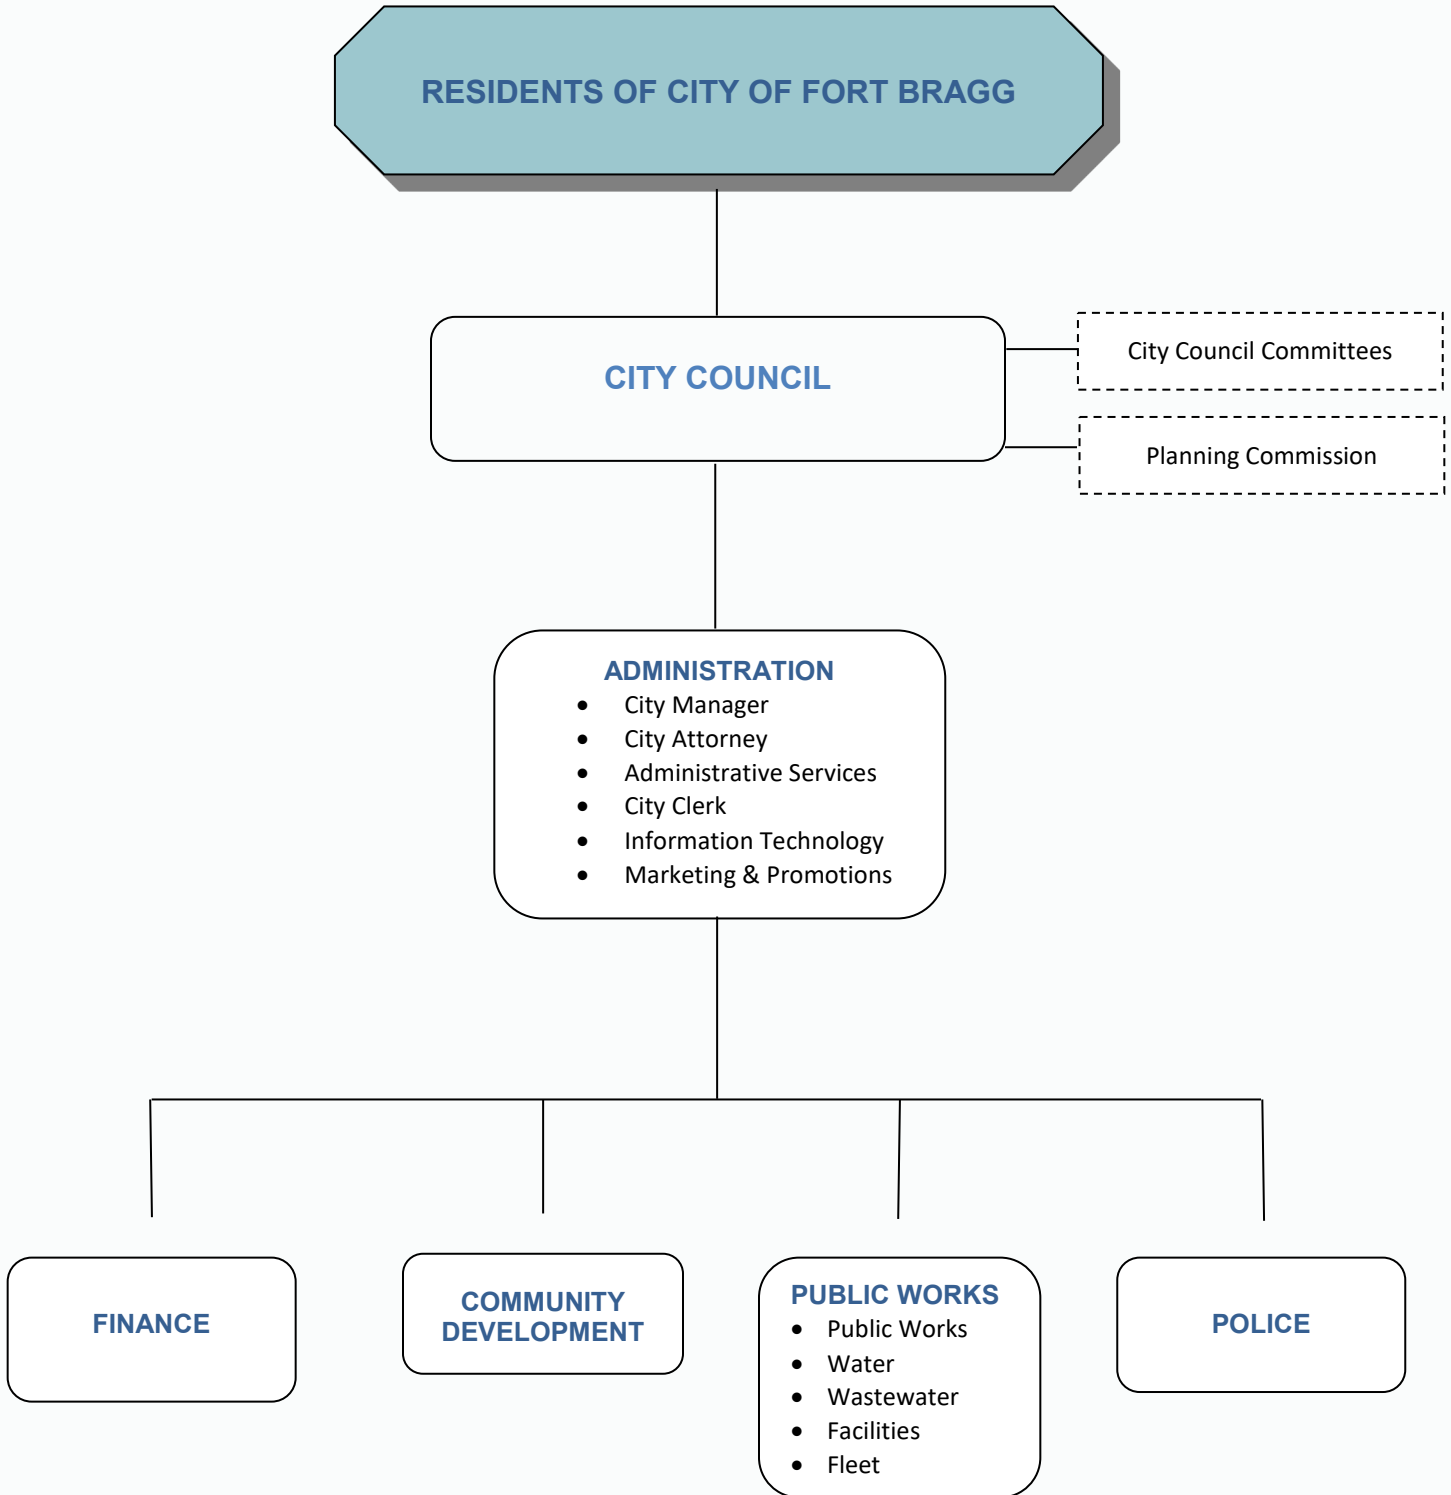 RESIDENTS OF CITY OF FORT BRAGG
CITY COUNCIL
City Council Committees
Planning Commission
ADMINISTRATION
• City Manager
• City Attorney
• Administrative Services
• City Clerk
• Information Technology
• Marketing & Promotions
FINANCE
COMMUNITY
DEVELOPMENT
PUBLIC WORKS
• Public Works
• Water
• Wastewater
• Facilities
• Fleet
POLICE